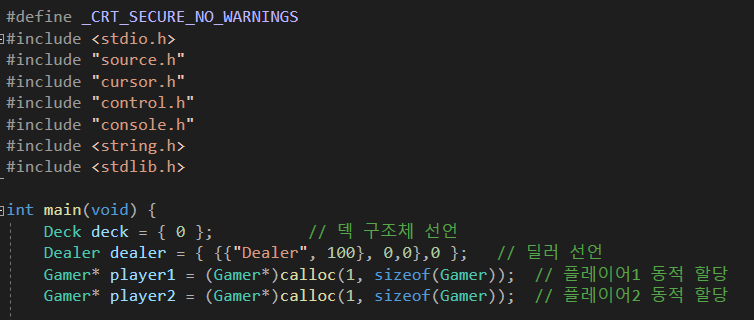 #define _CRT_SECURE_NO_WARNINGS
#include <stdio.h>
#include "source.h"
#include "cursor.h"
#include "control.h"
#include "console.h"
#include <string.h>
#include <stdlib.h>
int main(void) {
Deck deck = { 0 }; // 덱 구조체 선언
Dealer dealer = { {{"Dealer", 100}, 0,0},0 }; // 딜러 선언
Gamer* player1 = (Gamer*)calloc(1, sizeof(Gamer)); // 플레이어1 동적 할당
Gamer* player2 = (Gamer*)calloc(1, sizeof(Gamer)); // 플레이어2 동적 할당